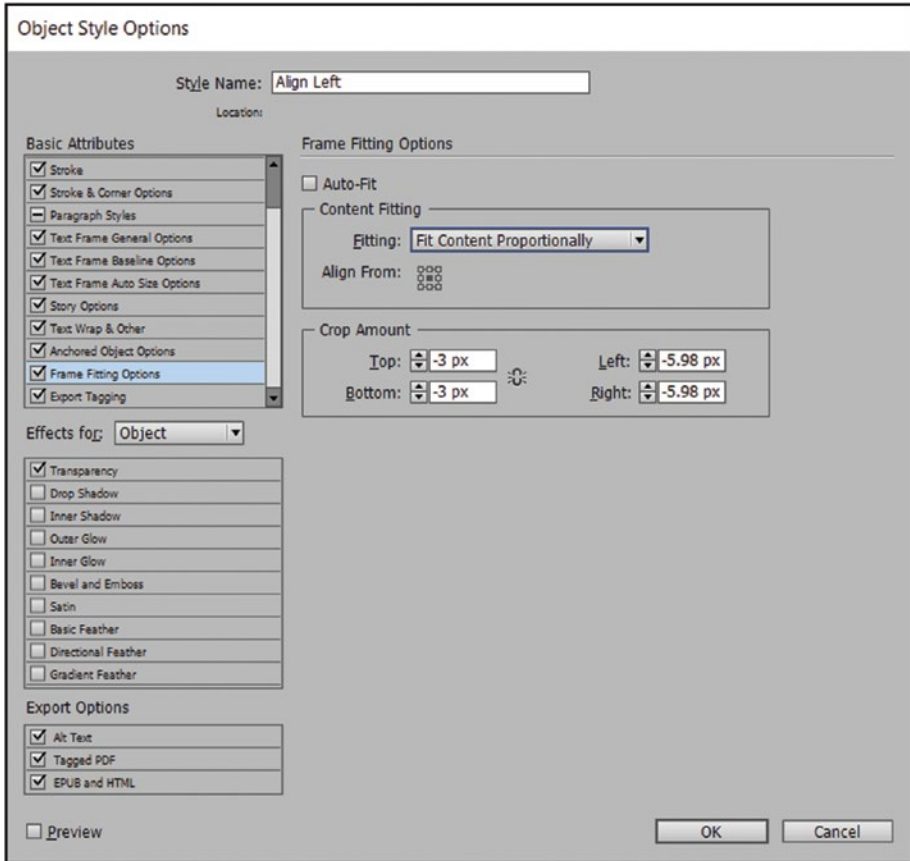 Object Style Options
Style Name: Align Left
Location:
Basic Attributes
Stroke
Stroke & Corner Options
Paragraph Styles
Text Frame General Options
Text Frame Baseline Options
Text Frame Auto Size Options
Story Options
Text Wrap & Other
Anchored Object Options
Frame Fitting Options
Export Tagging
Effects for: Object
Transparency
Drop Shadow
Inner Shadow
Outer Glow
Inner Glow
Bevel and Emboss
Satin
Basic Feather
Directional Feather
Gradient Feather
Export Options
Alt Text
Tagged PDF
EPUB and HTML
Preview
Frame Fitting Options
Auto-Fit
Content Fitting
Fitting: Fit Content Proportionally
Align From:
Crop Amount
Top: -3 px Left: -5.98 px
Bottom: -3 px Right: -5.98 px
OK Cancel